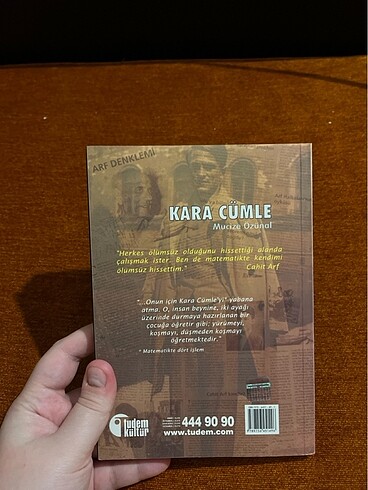 ARF DENKLEMİ
KARA CÜMLE
Mucize Özünal
"Herkes ölümsüz olduğunu hissettiği alanda
çalışmak ister. Ben de matematikte kendimi
ölümsüz hissettim."
Cahit Arf
"...Onun için Kara Cümle'yi* yabana
atma. O, insan beynine, iki ayağı
üzerinde durmaya hazırlanan bir
çocuğa öğretir gibi; yürümeyi,
koşmayı, düşmeden koşmayı
öğretmektedir."
* Matematikte dört işlem
tudem
kültür
444 90 90
www.tudem.com